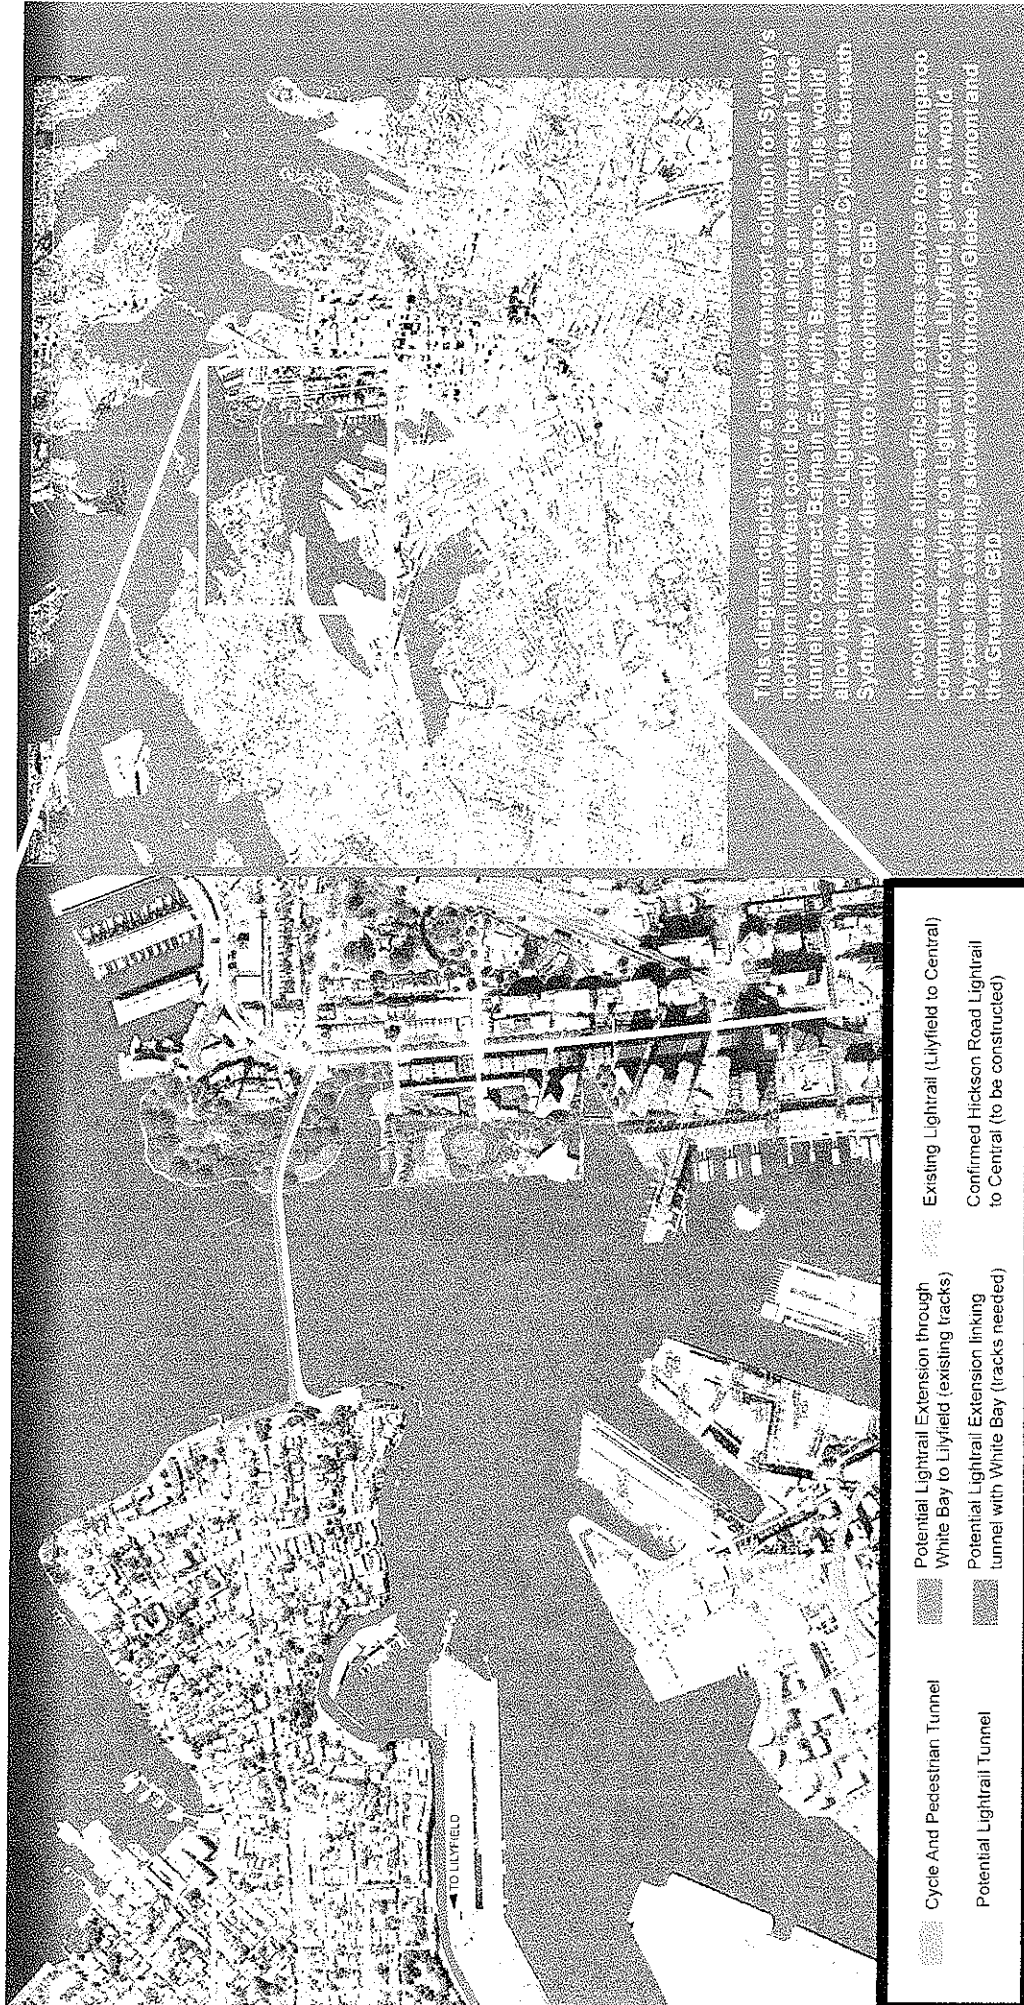 This diagram depicts how a better transport solution for Sydney's
northern Innerwest could be reached using an Immersed Tube
Tunnel to connect Balmain East with Barangaroo. This would
allow the free flow of Lightrail, Pedestrians and Cyclists beneath
Sydney Harbour directly into the northern CBD.
It would provide a time-efficient express service for Barangaroo
commuters relying on Lightrail from Lilyfield, given it would
by pass the existing slower route through Glebe, Pyrmont and
the Greater CBD.
TO LILYFIELD
Cycle And Pedestrian Tunnel
Potential Lightrail Tunnel
Potential Lightrail Extension through
White Bay to Lilyfield (existing tracks)
Potential Lightrail Extension linking
tunnel with White Bay (tracks needed)
Existing Lightrail (Lilyfield to Central)
Confirmed Hickson Road Lightrail
to Central (to be constructed)